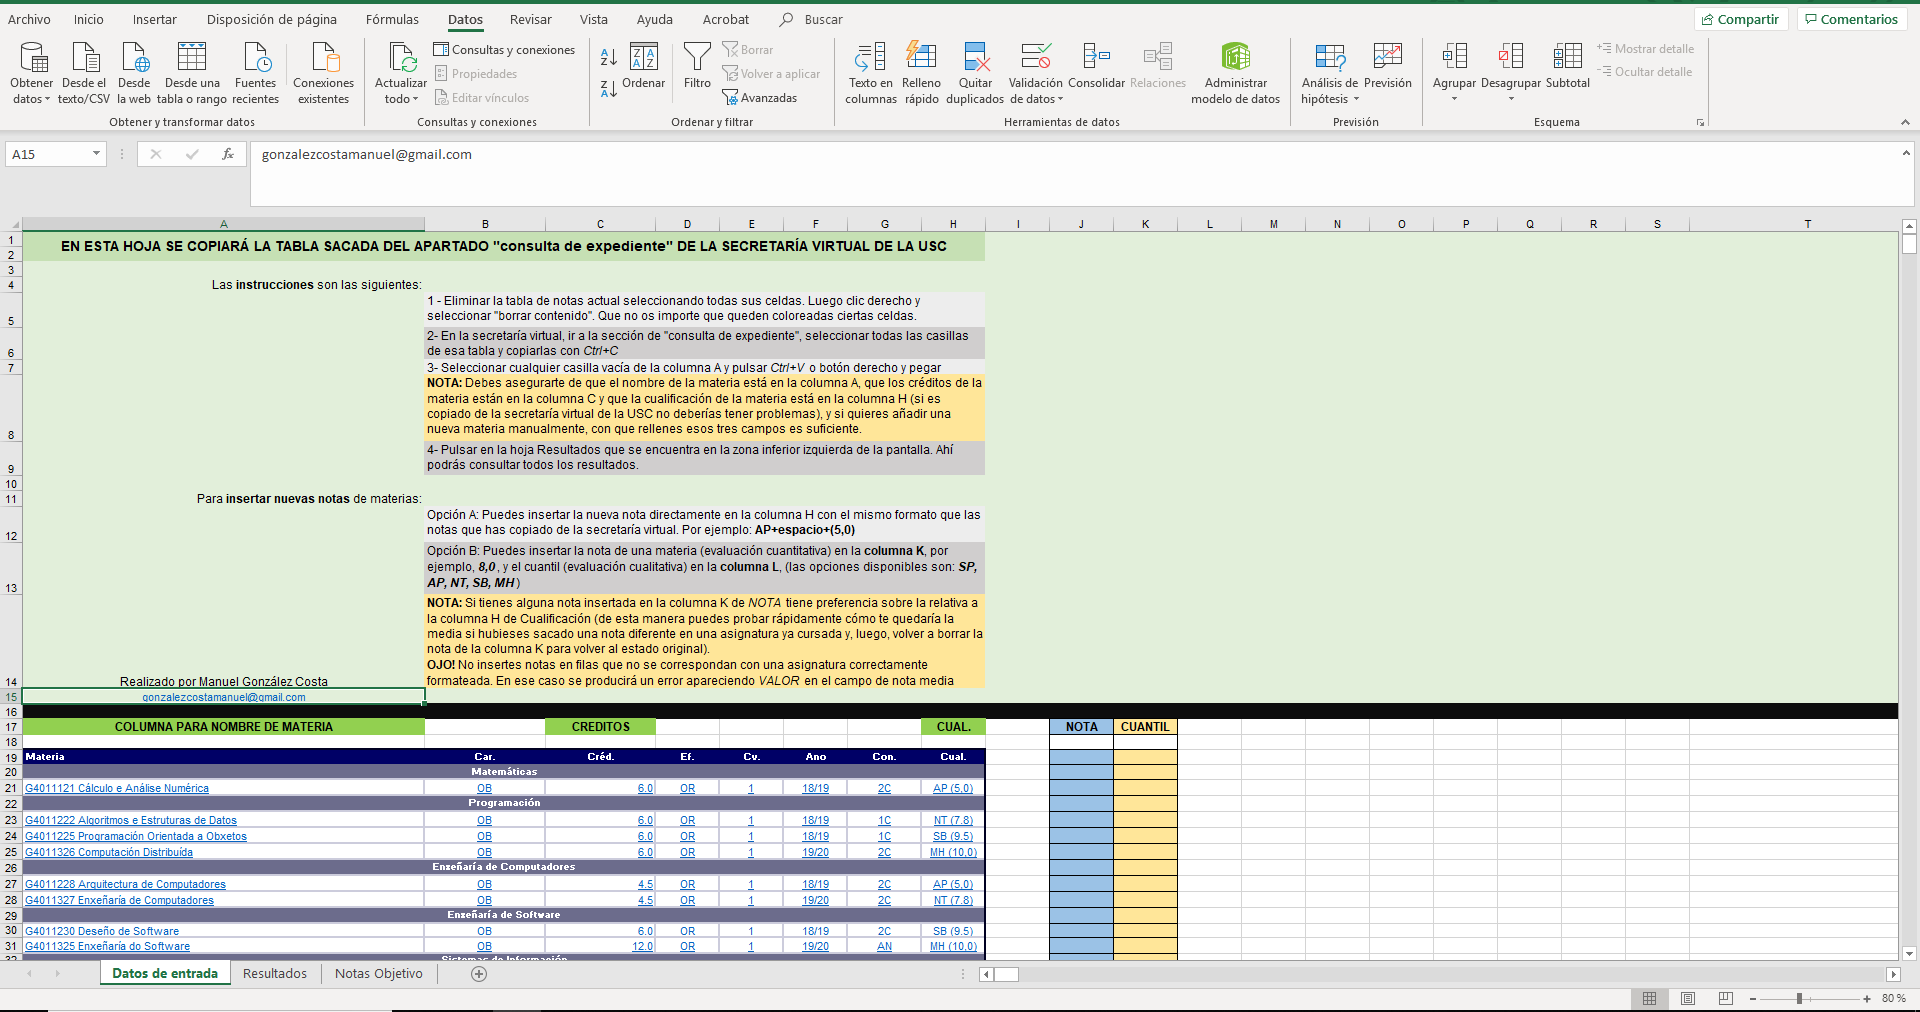 Archivo Inicio Insertar Disposición de página Fórmulas Datos Revisar Vista Ayuda Acrobat Buscar Compartir Comentarios
Obtener datos Desde el texto/CSV Desde la web Desde una tabla o rango Fuentes recientes Conexiones existentes
Obtener y transformar datos
Actualizar todo Consultas y conexiones
Propiedades
Editar vínculos
Consultas y conexiones
Ordenar Filtro Borrar
Volver a aplicar
Avanzadas
Ordenar y filtrar
Texto en columnas Relleno rápido Quitar duplicados Validación de datos Consolidar Relaciones Administrar modelo de datos
Herramientas de datos
Análisis de hipótesis Previsión
Previsión
Agrupar Desagrupar Subtotal Mostrar detalle
Ocultar detalle
Esquema
A15 fx gonzalezcostamanuel@gmail.com
A B C D E F G H I J K L M N O P Q R S T
1 EN ESTA HOJA SE COPIARÁ LA TABLA SACADA DEL APARTADO "consulta de expediente" DE LA SECRETARÍA VIRTUAL DE LA USC
2
3
4 Las instrucciones son las siguientes:
1 - Eliminar la tabla de notas actual seleccionando todas sus celdas. Luego clic derecho y
5 seleccionar "borrar contenido". Que no os importe que queden coloreadas ciertas celdas.
2- En la secretaría virtual, ir a la sección de "consulta de expediente", seleccionar todas las casillas
6 de esa tabla y copiarlas con Ctrl+C
7 3- Seleccionar cualquier casilla vacía de la columna A y pulsar Ctrl+V o botón derecho y pegar
NOTA: Debes asegurarte de que el nombre de la materia está en la columna A, que los créditos de la
materia están en la columna C y que la cualificación de la materia está en la columna H (si es
copiado de la secretaría virtual de la USC no deberías tener problemas), y si quieres añadir una
8 nueva materia manualmente, con que rellenes esos tres campos es suficiente.
4- Pulsar en la hoja Resultados que se encuentra en la zona inferior izquierda de la pantalla. Ahí
9 podrás consultar todos los resultados.
10
11 Para insertar nuevas notas de materias:
Opción A: Puedes insertar la nueva nota directamente en la columna H con el mismo formato que las
12 notas que has copiado de la secretaría virtual. Por ejemplo: AP+espacio+(5,0)
Opción B: Puedes insertar la nota de una materia (evaluación cuantitativa) en la columna K, por
ejemplo, 8,0, y el cuantil (evaluación cualitativa) en la columna L, (las opciones disponibles son: SP,
13 AP, NT, SB, MH)
NOTA: Si tienes alguna nota insertada en la columna K de NOTA tiene preferencia sobre la relativa a
la columna H de Cualificación (de esta manera puedes probar rápidamente cómo te quedaría la
media si hubieses sacado una nota diferente en una asignatura ya cursada y, luego, volver a borrar la
nota de la columna K para volver al estado original).
OJO! No insertes notas en filas que no se correspondan con una asignatura correctamente
14 Realizado por Manuel González Costa formateada. En ese caso se producirá un error apareciendo VALOR en el campo de nota media
15 gonzalezcostamanuel@gmail.com
16
17 COLUMNA PARA NOMBRE DE MATERIA CREDITOS CUAL. NOTA CUANTIL
18
19 Materia Car. Créd. Ef. Cv. Ano Con. Cual.
20 Matemáticas
21 G4011121 Cálculo e Análise Numérica OB 6.0 OR 1 18/19 2C AP (5,0)
22 Programación
23 G4011222 Algoritmos e Estruturas de Datos OB 6.0 OR 1 18/19 1C NT (7.8)
24 G4011225 Programación Orientada a Obxetos OB 6.0 OR 1 18/19 1C SB (9.5)
25 G4011326 Computación Distribuída OB 6.0 OR 1 19/20 2C MH (10,0)
26 Enxeñaría de Computadores
27 G4011228 Arquitectura de Computadores OB 4.5 OR 1 18/19 2C AP (5,0)
28 G4011327 Enxeñaría de Computadores OB 4.5 OR 1 19/20 2C NT (7.8)
29 Enxeñaría de Software
30 G4011230 Deseño de Software OB 6.0 OR 1 18/19 2C SB (9.5)
31 G4011325 Enxeñaría do Software OB 12.0 OR 1 19/20 AN MH (10,0)
32 Sistemas de Información
Datos de entrada Resultados Notas Objetivo
80 %